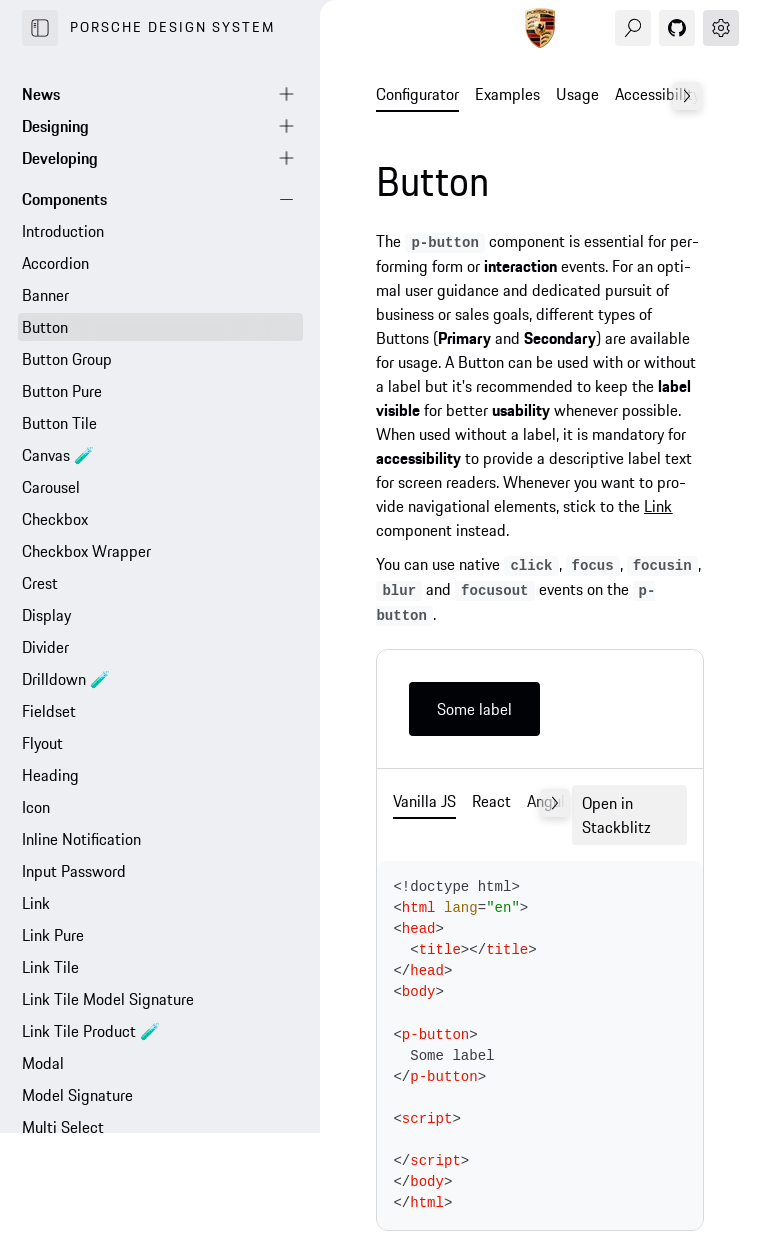 PORSCHE DESIGN SYSTEM
News
Designing
Developing
Components
Introduction
Accordion
Banner
Button
Button Group
Button Pure
Button Tile
Canvas 🧪
Carousel
Checkbox
Checkbox Wrapper
Crest
Display
Divider
Drilldown 🧪
Fieldset
Flyout
Heading
Icon
Inline Notification
Input Password
Link
Link Pure
Link Tile
Link Tile Model Signature
Link Tile Product 🧪
Modal
Model Signature
Multi Select
Configurator Examples Usage Accessibility
Button
The p-button component is essential for per-
forming form or interaction events. For an opti-
mal user guidance and dedicated pursuit of
business or sales goals, different types of
Buttons (Primary and Secondary) are available
for usage. A Button can be used with or without
a label but it's recommended to keep the label
visible for better usability whenever possible.
When used without a label, it is mandatory for
accessibility to provide a descriptive label text
for screen readers. Whenever you want to pro-
vide navigational elements, stick to the Link
component instead.
You can use native click, focus, focusin,
blur and focusout events on the p-
button.
Some label
Vanilla JS React
Open in
Stackblitz
<!doctype html>
<html lang="en">
<head>
  <title></title>
</head>
<body>
<p-button>
  Some label
</p-button>
<script>
</script>
</body>
</html>